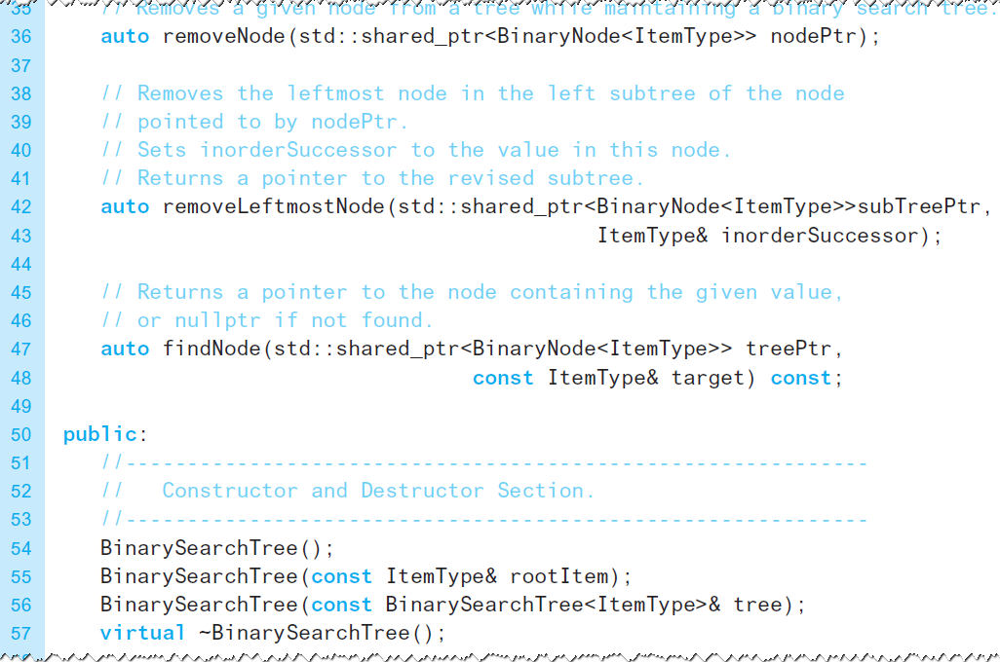 35    // Removes a given node from a tree while maintaining a binary search tree.
36    auto removeNode(std::shared_ptr<BinaryNode<ItemType>> nodePtr);
37
38    // Removes the leftmost node in the left subtree of the node
39    // pointed to by nodePtr.
40    // Sets inorderSuccessor to the value in this node.
41    // Returns a pointer to the revised subtree.
42    auto removeLeftmostNode(std::shared_ptr<BinaryNode<ItemType>>subTreePtr,
43                                            ItemType& inorderSuccessor);
44
45    // Returns a pointer to the node containing the given value,
46    // or nullptr if not found.
47    auto findNode(std::shared_ptr<BinaryNode<ItemType>> treePtr,
48                                  const ItemType& target) const;
49
50 public:
51    //------------------------------------------------------------
52    //   Constructor and Destructor Section.
53    //------------------------------------------------------------
54    BinarySearchTree();
55    BinarySearchTree(const ItemType& rootItem);
56    BinarySearchTree(const BinarySearchTree<ItemType>& tree);
57    virtual ~BinarySearchTree();